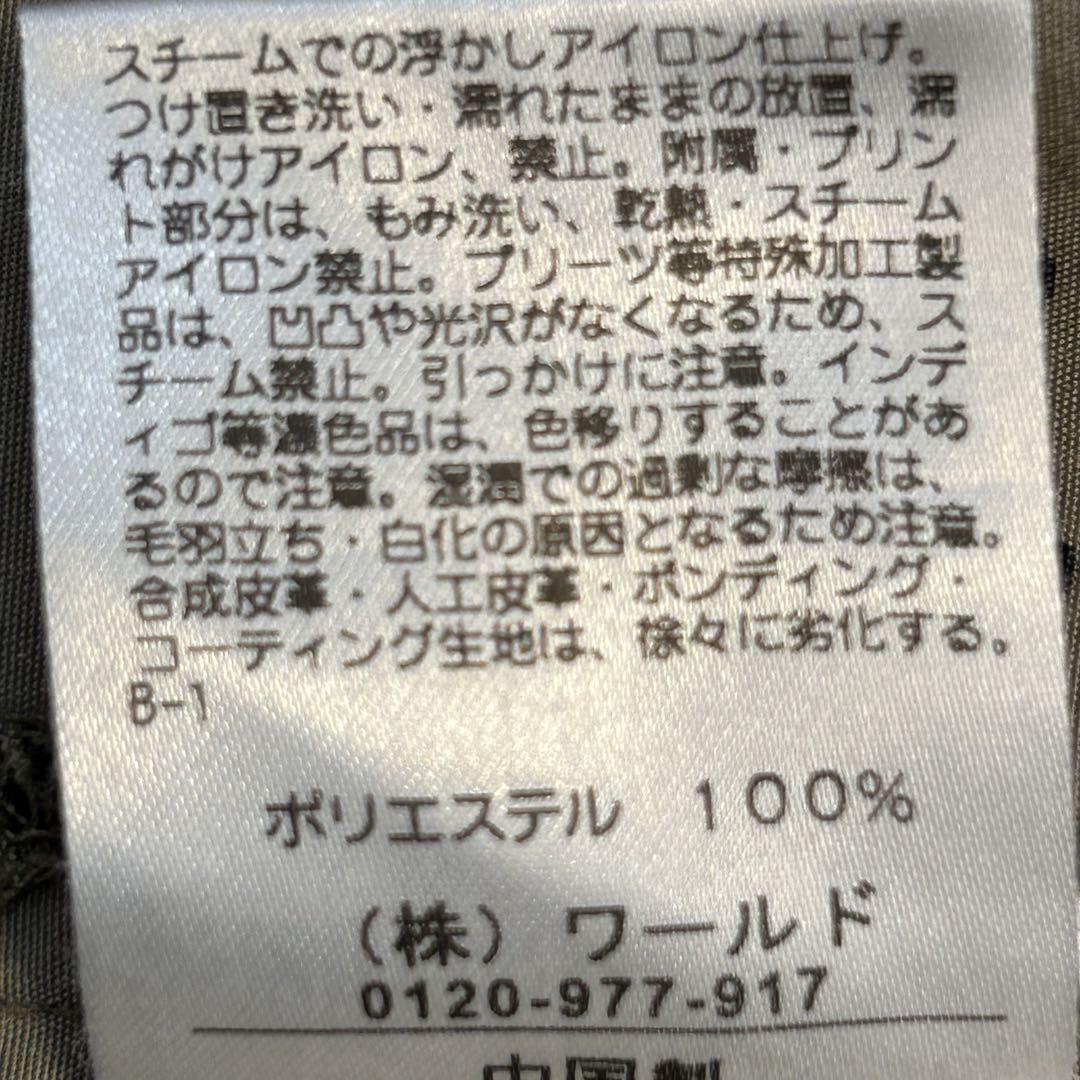 スチームでの浮かしアイロン仕上げ。
つけ置き洗い・濡れたままの放置、濡
れがけアイロン、禁止。附属・プリン
ト部分は、もみ洗い、乾熱・スチーム
アイロン禁止。プリーツ等特殊加工製
品は、凹凸や光沢がなくなるため、ス
チーム禁止。引っかけに注意。インデ
ィゴ等濃色品は、色移りすることがあ
るので注意。湿潤での過剰な摩擦は、
毛羽立ち・白化の原因となるため注意。
合成皮革・人工皮革・ボンディング・
コーティング生地は、徐々に劣化する。
B-1
ポリエステル 100%
(株) ワールド
0120-977-917
中国製